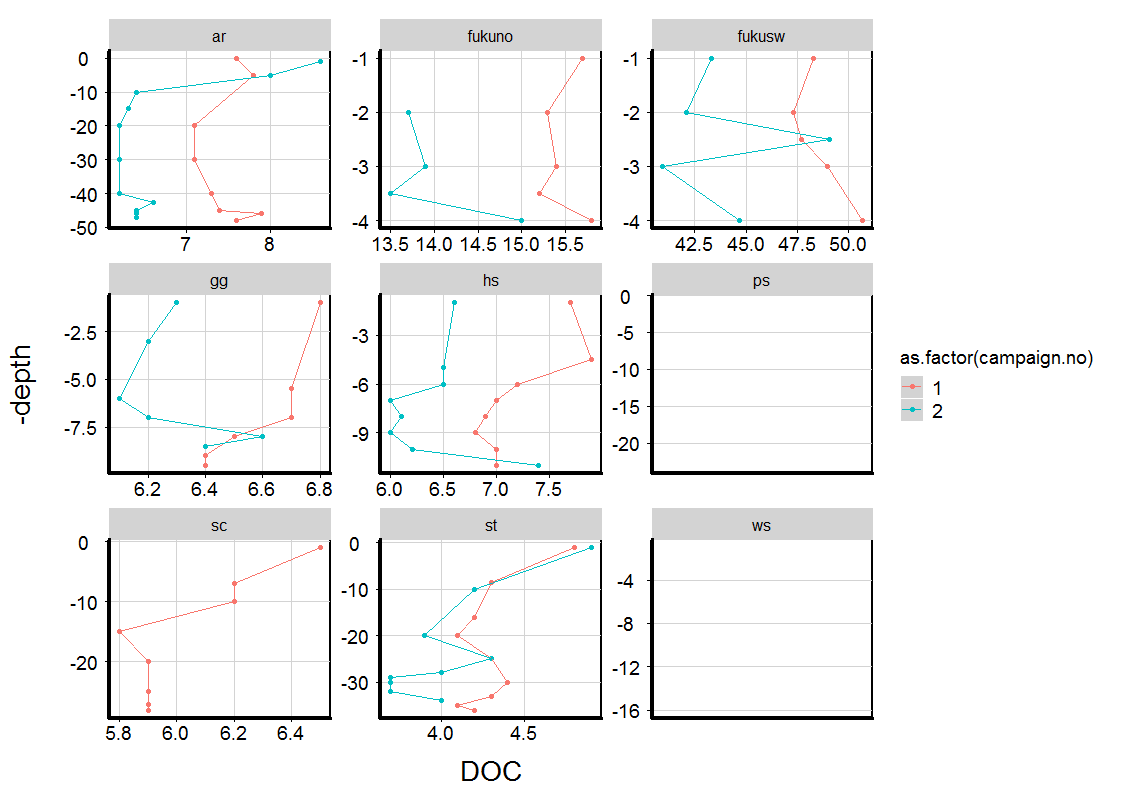 ar fukuno fukusw
0 -10 -20 -30 -40 -50
-1 -2 -3 -4
-1 -2 -3 -4
7 8
13.5 14.0 14.5 15.0 15.5
42.5 45.0 47.5 50.0
gg hs ps
-2.5 -5.0 -7.5
-3 -6 -9
0 -5 -10 -15 -20
6.2 6.4 6.6 6.8
6.0 6.5 7.0 7.5
sc st ws
0 -10 -20
0 -10 -20 -30
-4 -8 -12 -16
5.8 6.0 6.2 6.4
4.0 4.5
-depth
DOC
as.factor(campaign.no)
1
2